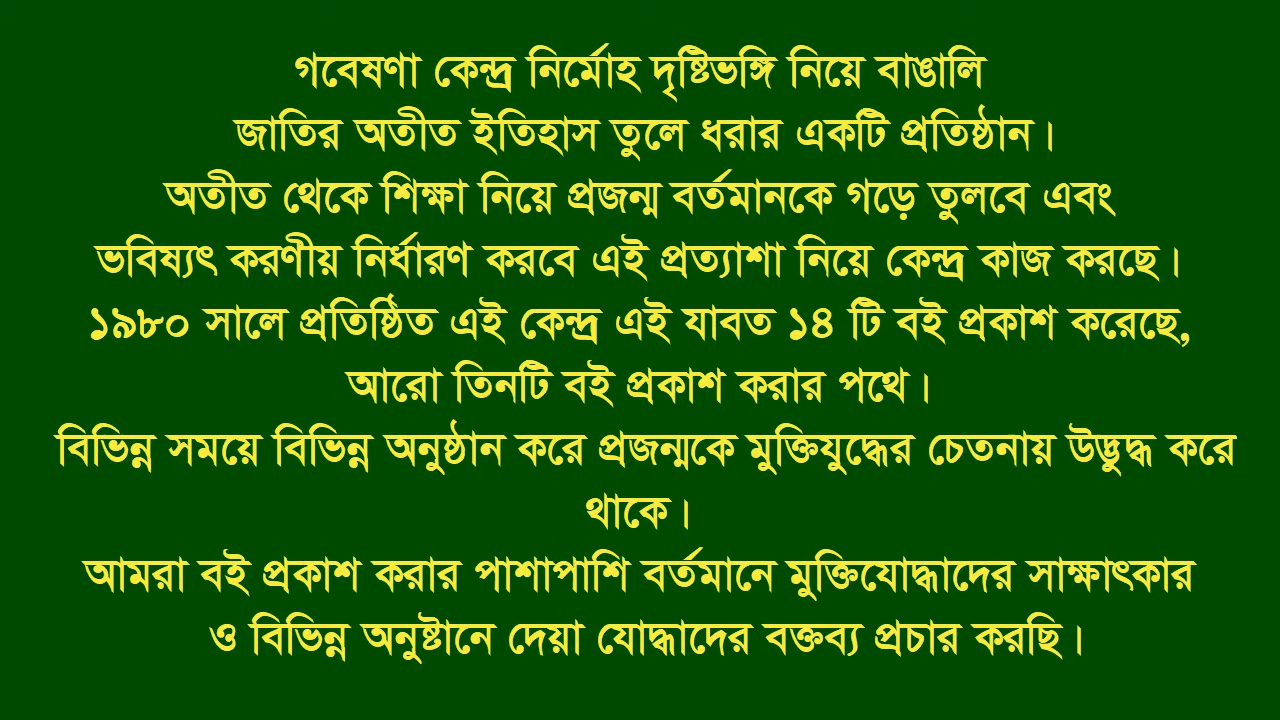 গবেষণা কেন্দ্র নির্মোহ দৃষ্টিভঙ্গি নিয়ে বাঙালি
জাতির অতীত ইতিহাস তুলে ধরার একটি প্রতিষ্ঠান।
অতীত থেকে শিক্ষা নিয়ে প্রজন্ম বর্তমানকে গড়ে তুলবে এবং
ভবিষ্যৎ করণীয় নির্ধারণ করবে এই প্রত্যাশা নিয়ে কেন্দ্র কাজ করছে।
১৯৮০ সালে প্রতিষ্ঠিত এই কেন্দ্র এই যাবত ১৪ টি বই প্রকাশ করেছে,
আরো তিনটি বই প্রকাশ করার পথে।
বিভিন্ন সময়ে বিভিন্ন অনুষ্ঠান করে প্রজন্মকে মুক্তিযুদ্ধের চেতনায় উদ্ভুদ্ধ করে
থাকে।
আমরা বই প্রকাশ করার পাশাপাশি বর্তমানে মুক্তিযোদ্ধাদের সাক্ষাৎকার
ও বিভিন্ন অনুষ্টানে দেয়া যোদ্ধাদের বক্তব্য প্রচার করছি।